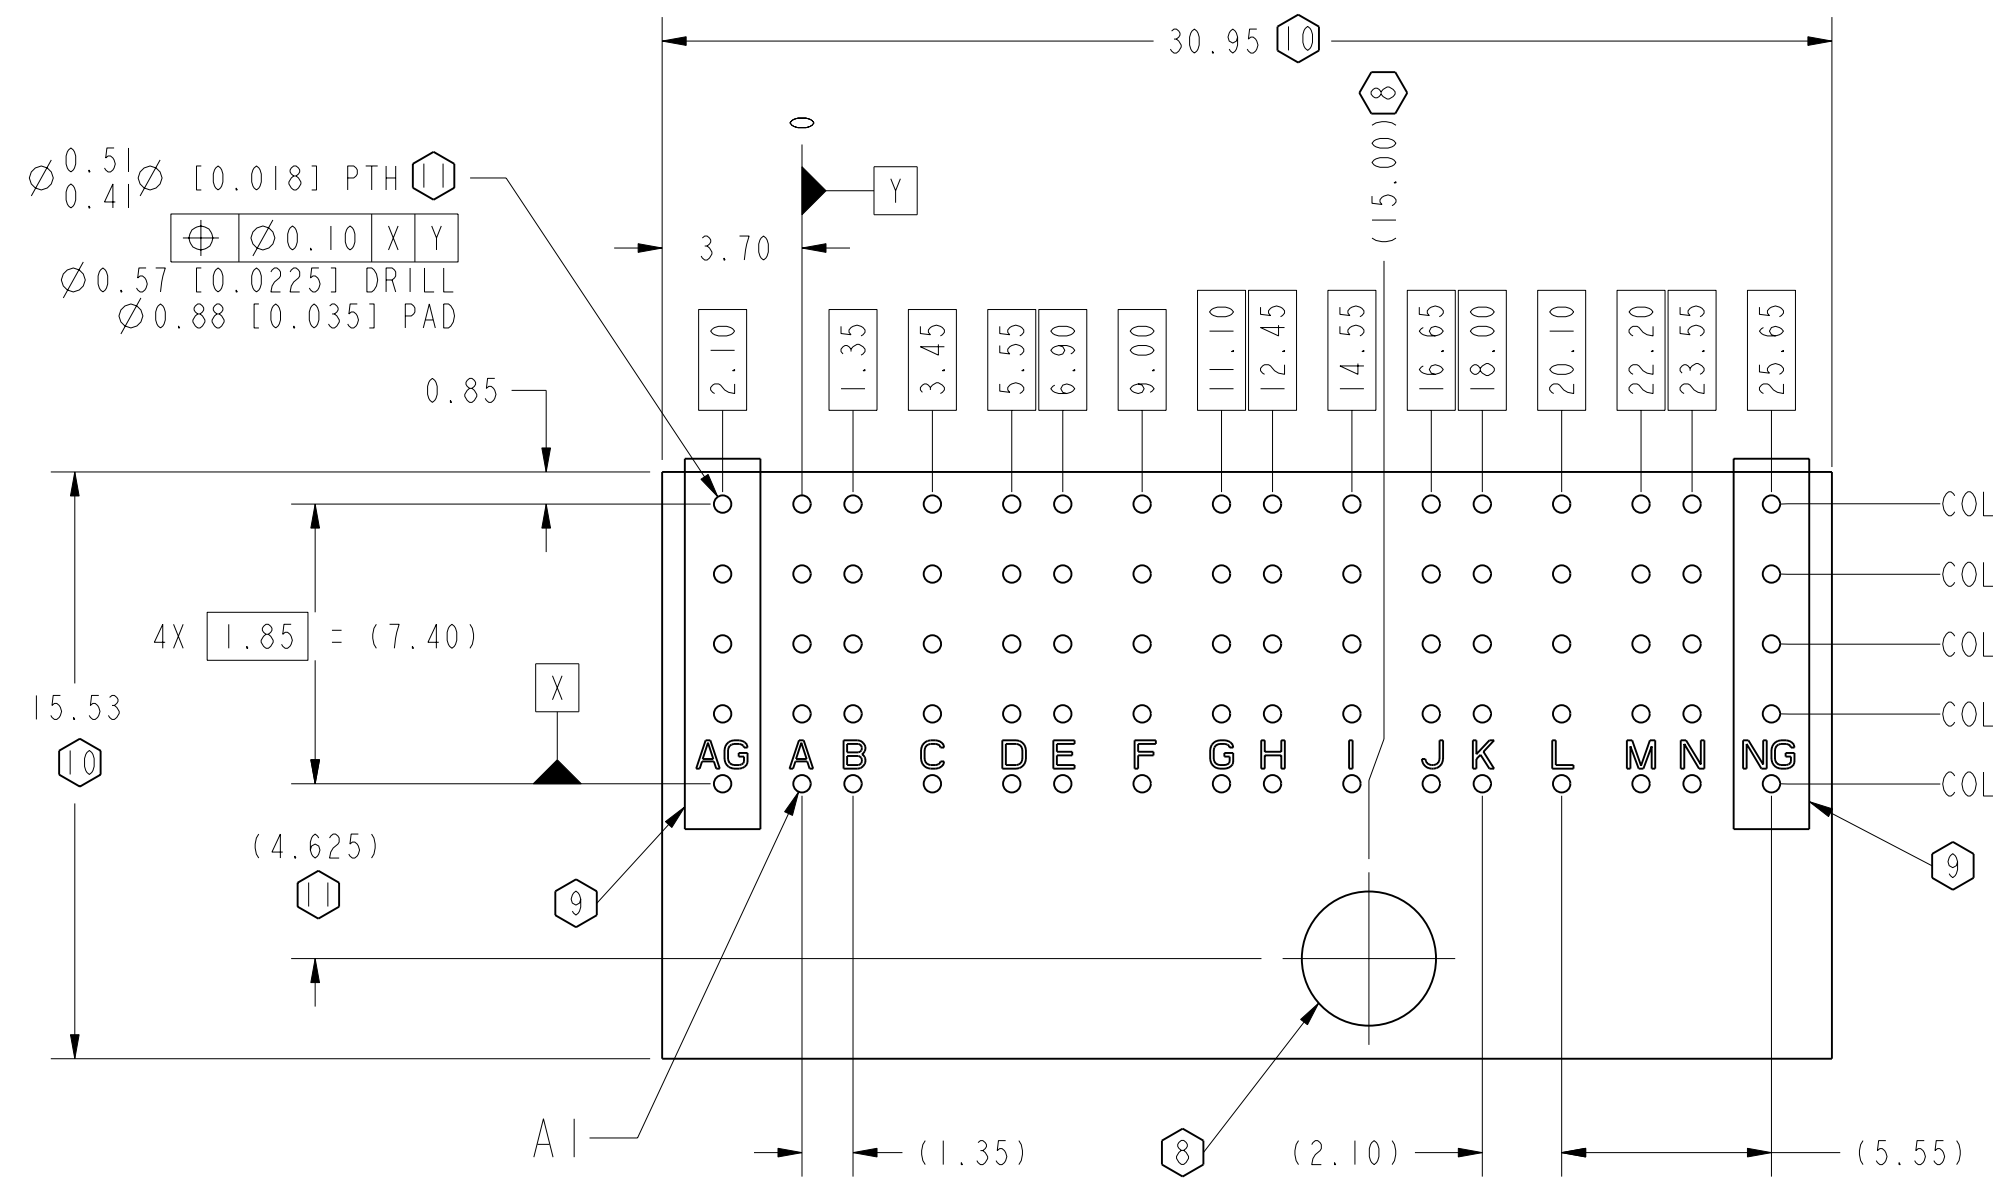 30.95 10
8
(15.00)
0
Ø 0.51 Ø [0.018] PTH 11
0.41
Ø0.10 X Y
Ø0.57 [0.0225] DRILL
Ø0.88 [0.035] PAD
Y
3.70
2.10 1.35 3.45 5.55 6.90 9.00 11.10 12.45 14.55 16.65 18.00 20.10 22.20 23.55 25.65
0.85
COL
COL
4X 1.85 = (7.40)
COL
X
15.53
10
COL
AG A B C D E F G H I J K L M N NG
COL
(4.625)
11
9
9
A1
(1.35)
8
(2.10)
(5.55)